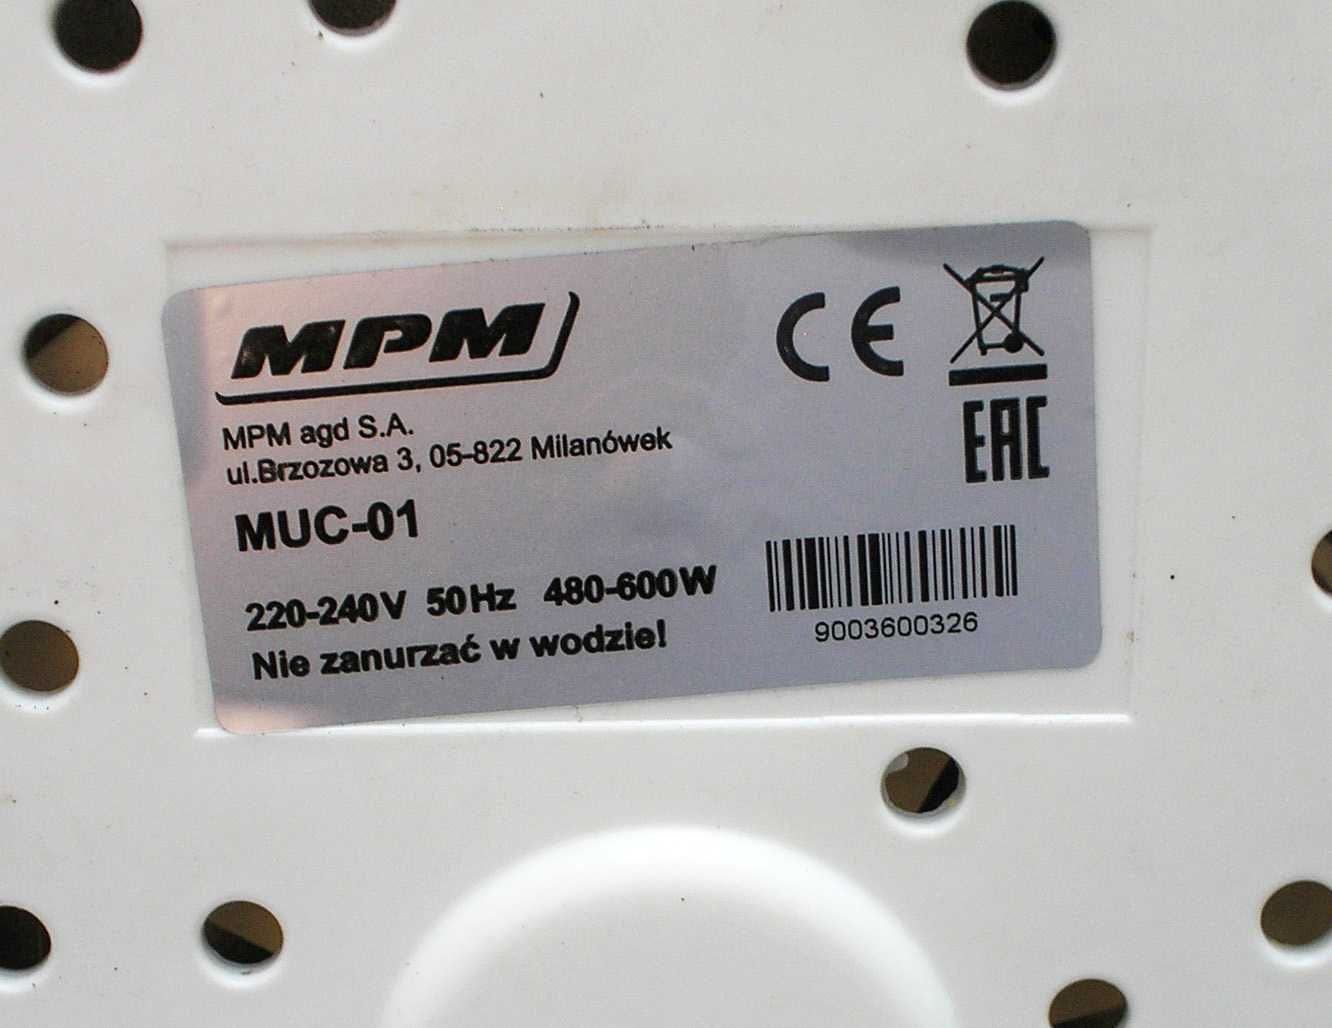 MPM
MPM agd S.A.
ul.Brzozowa 3, 05-822 Milanówek
MUC-01
220-240V 50Hz 480-600W
Nie zanurzać w wodzie!
CE
EAC
9003600326